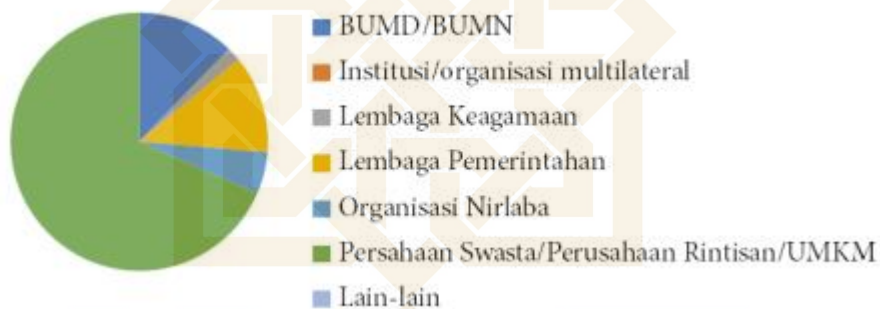 BUMD/BUMN
Institusi/organisasi multilateral
Lembaga Keagamaan
Lembaga Pemerintahan
Organisasi Nirlaba
Persahaan Swasta/Perusahaan Rintisan/UMKM
Lain-lain